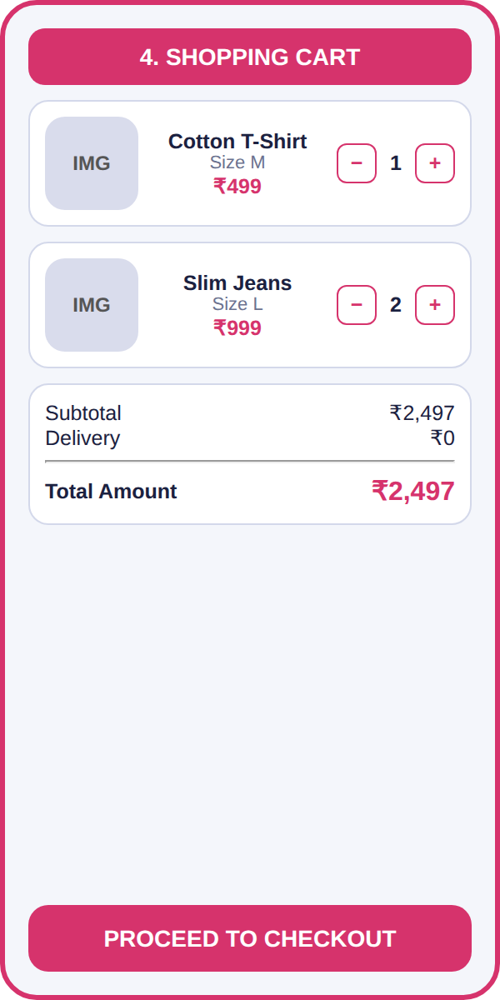 4. SHOPPING CART
IMG
Cotton T-Shirt
Size M
₹499
− 1 +
IMG
Slim Jeans
Size L
₹999
− 2 +
Subtotal ₹2,497
Delivery ₹0
Total Amount ₹2,497
PROCEED TO CHECKOUT